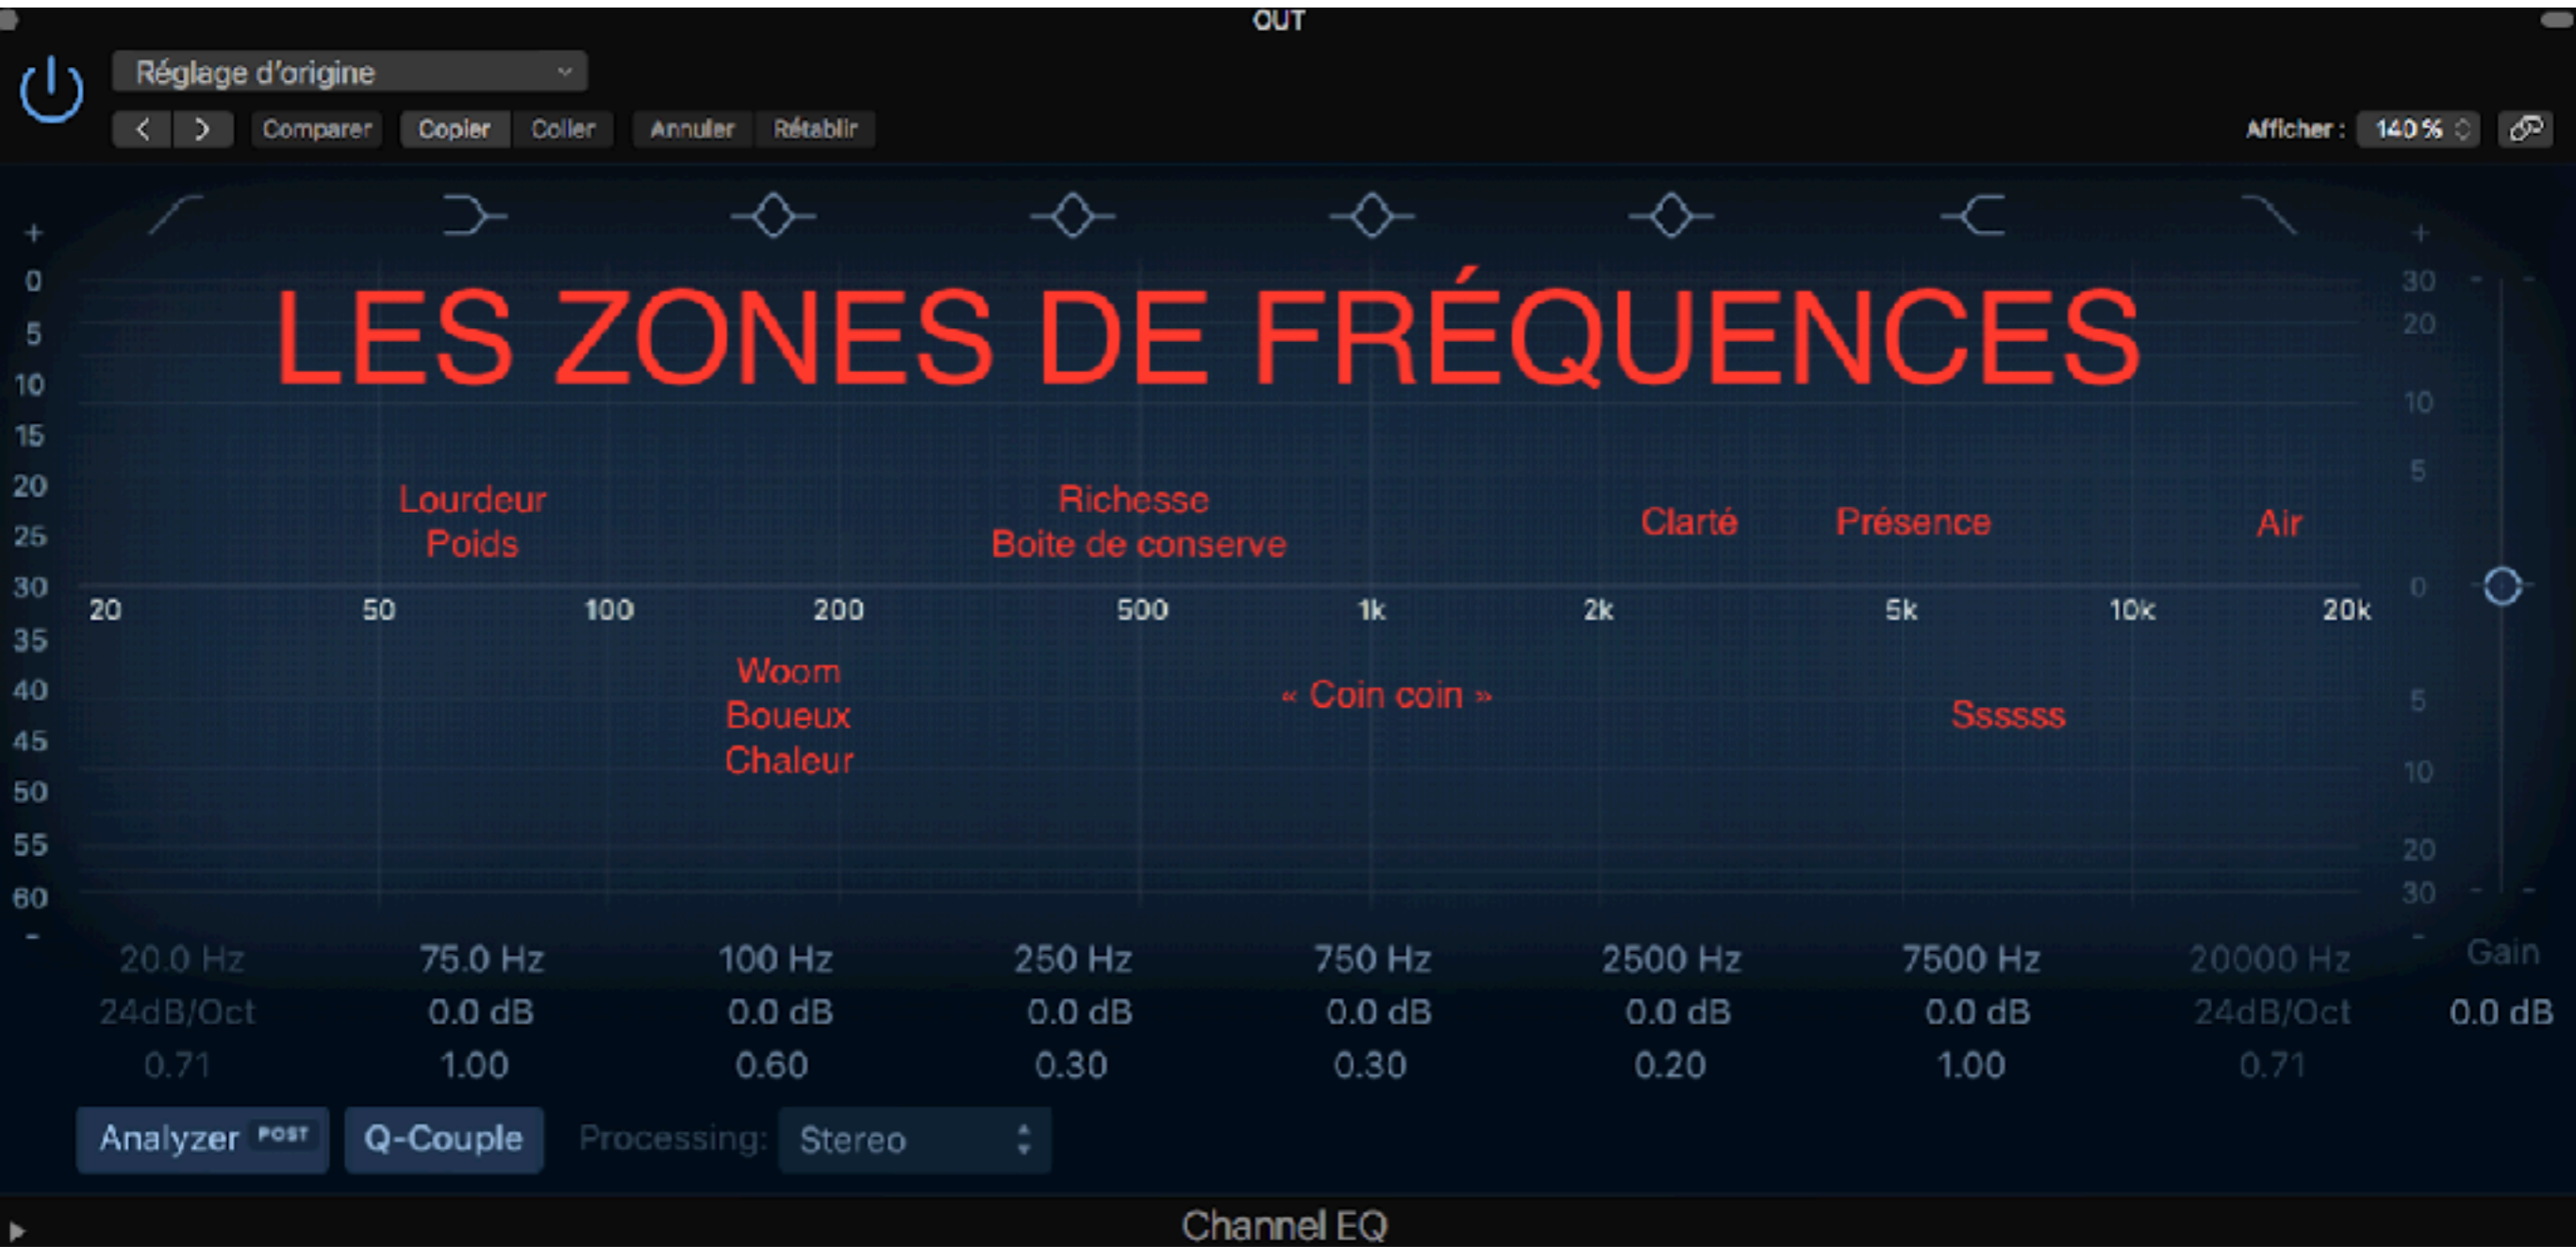 OUT
Réglage d'origine
Comparer Copier Coller Annuler Rétablir Afficher : 140 %
+ +
LES ZONES DE FRÉQUENCES
0 30
5 20
10 10
15
20 5
Lourdeur Richesse
Poids Boite de conserve Clarté Présence Air
25
30 0
20 50 100 200 500 1k 2k 5k 10k 20k
35
Woom
40 « Coin coin » 5
Boueux Ssssss
45
Chaleur 10
50
55 20
60 30
- -
20.0 Hz 75.0 Hz 100 Hz 250 Hz 750 Hz 2500 Hz 7500 Hz 20000 Hz Gain
24dB/Oct 0.0 dB 0.0 dB 0.0 dB 0.0 dB 0.0 dB 0.0 dB 24dB/Oct 0.0 dB
0.71 1.00 0.60 0.30 0.30 0.20 1.00 0.71
Analyzer POST Q-Couple Processing: Stereo
Channel EQ